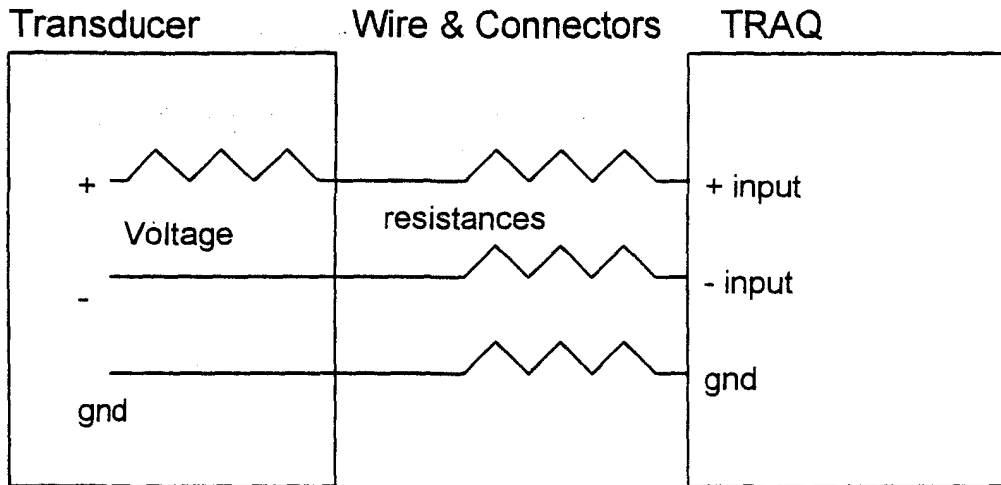 Transducer Wire & Connectors TRAQ
+ + input
Voltage resistances
- - input
gnd
gnd